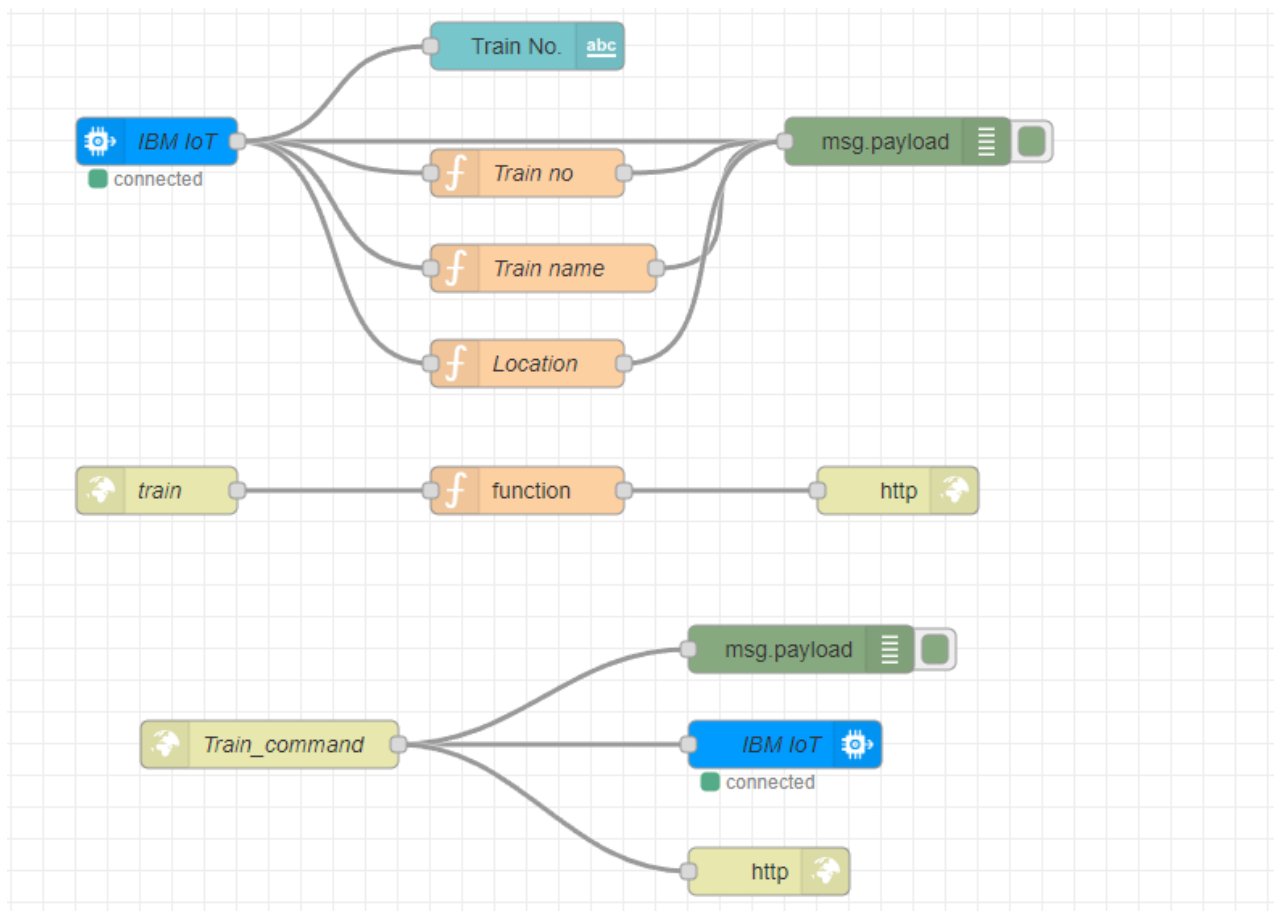 Train No. abc
IBM IoT
msg.payload
connected
Train no
Train name
Location
train
function
http
msg.payload
Train_command
IBM IoT
connected
http